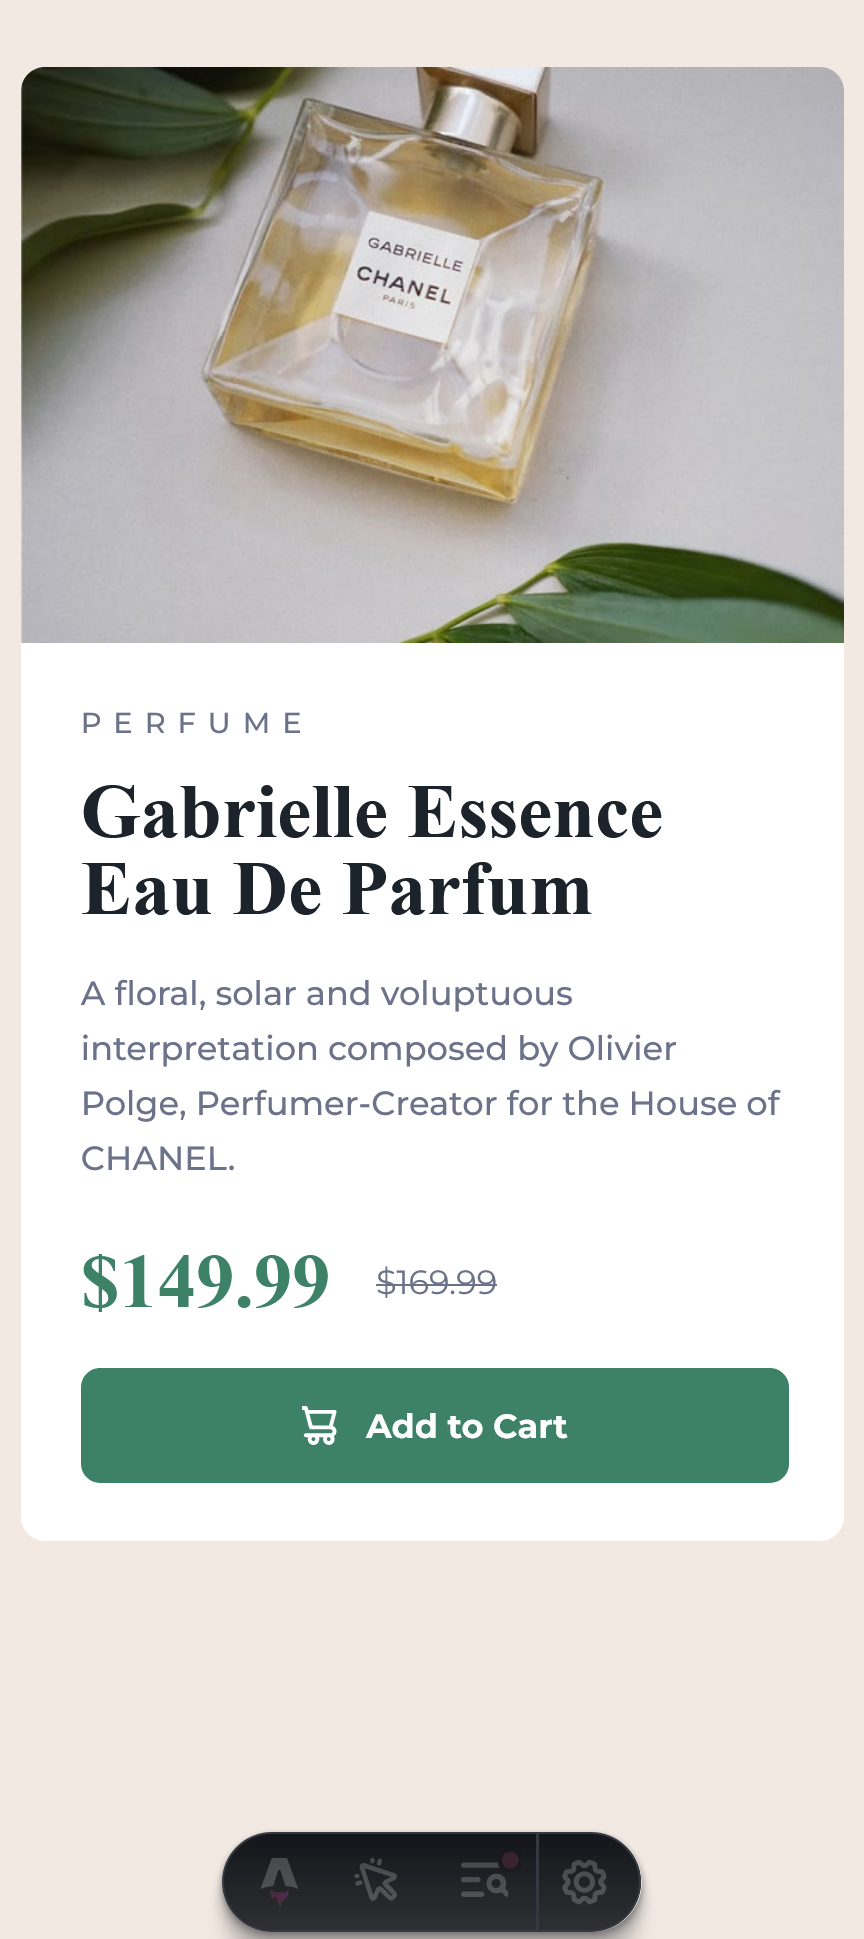 GABRIELLE
CHANEL
PARIS
PERFUME
Gabrielle Essence
Eau De Parfum
A floral, solar and voluptuous
interpretation composed by Olivier
Polge, Perfumer-Creator for the House of
CHANEL.
$149.99 $169.99
Add to Cart